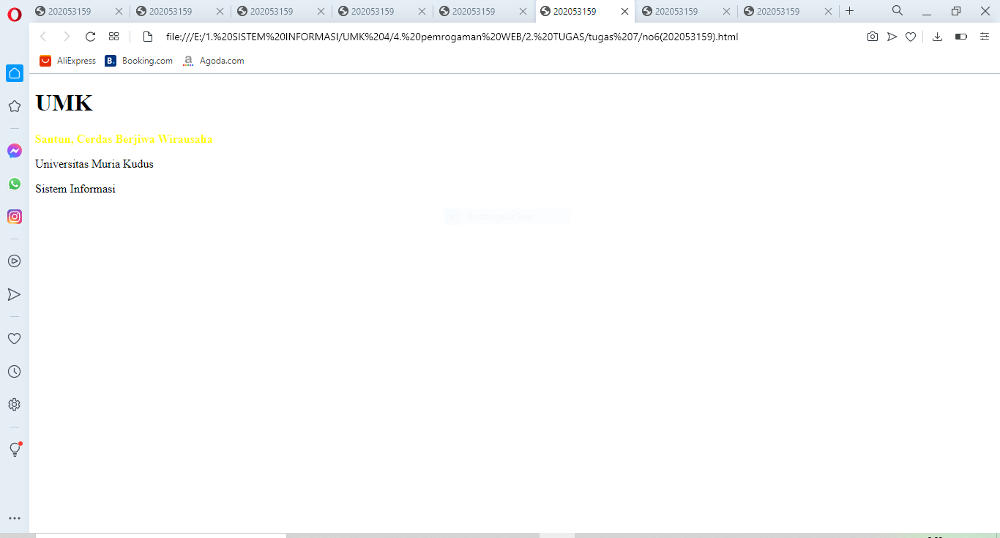 202053159 202053159 202053159 202053159 202053159 202053159 202053159 202053159
file:///E:/1.%20SISTEM%20INFORMASI/UMK%204/4.%20pemrogaman%20WEB/2.%20TUGAS/tugas%207/no6(202053159).html
AliExpress B. Booking.com a Agoda.com
UMK
Santun, Cerdas Berjiwa Wirausaha
Universitas Muria Kudus
Sistem Informasi